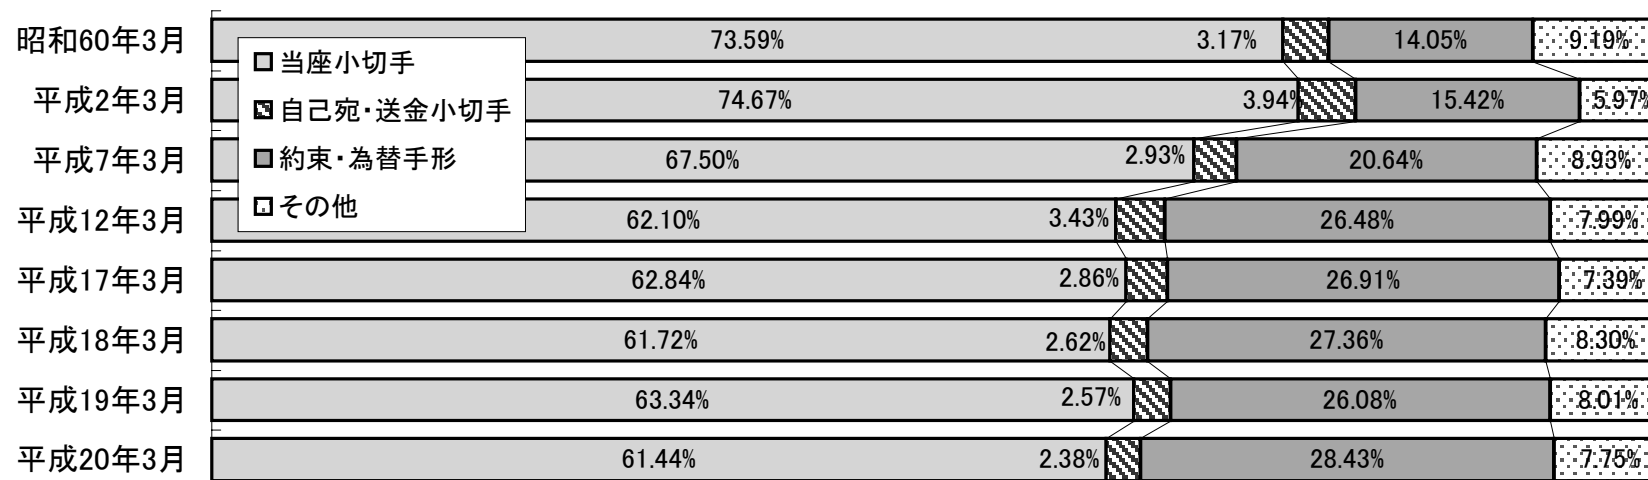 昭和60年3月 73.59% 3.17% 14.05% 9.19%
当座小切手
平成2年3月 74.67% 3.94% 15.42% 5.97%
自己宛・送金小切手
平成7年3月 67.50% 2.93% 20.64% 8.93%
約束・為替手形
その他
平成12年3月 62.10% 3.43% 26.48% 7.99%
平成17年3月 62.84% 2.86% 26.91% 7.39%
平成18年3月 61.72% 2.62% 27.36% 8.30%
平成19年3月 63.34% 2.57% 26.08% 8.01%
平成20年3月 61.44% 2.38% 28.43% 7.75%